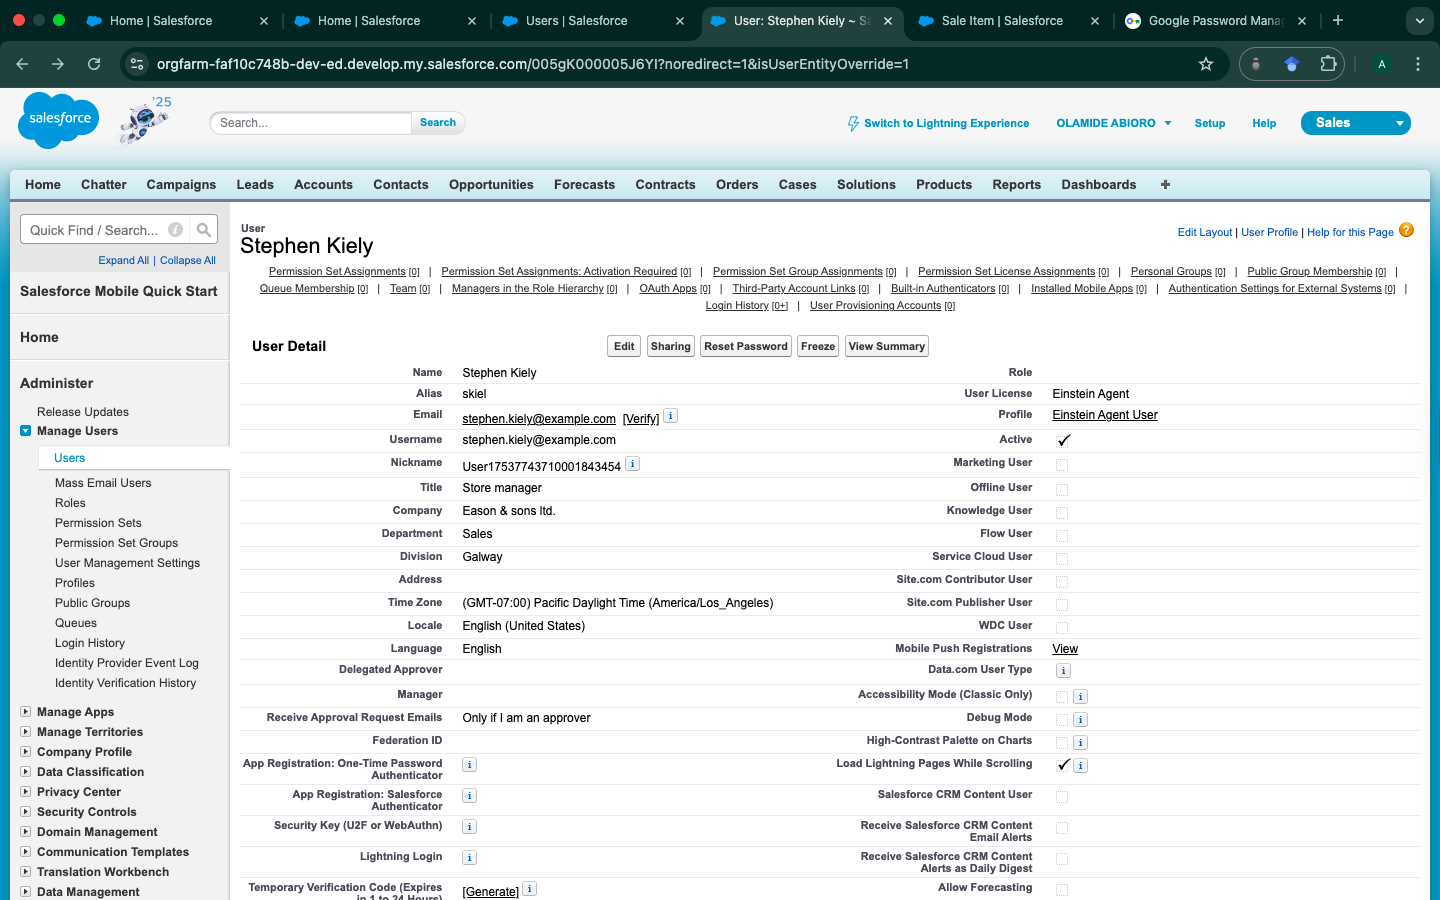 Home | Salesforce
Home | Salesforce
Users | Salesforce
User: Stephen Kiely ~ Sa
Sale Item | Salesforce
Google Password Mana
orgfarm-faf10c748b-dev-ed.develop.my.salesforce.com/005gK000005J6YI?noredirect=1&isUserEntityOverride=1
A
salesforce
'25
Search...
Search
Switch to Lightning Experience
OLAMIDE ABIORO
Setup
Help
Sales
Home
Chatter
Campaigns
Leads
Accounts
Contacts
Opportunities
Forecasts
Contracts
Orders
Cases
Solutions
Products
Reports
Dashboards
Quick Find / Search...
Expand All | Collapse All
Salesforce Mobile Quick Start
Home
Administer
Release Updates
Manage Users
Users
Mass Email Users
Roles
Permission Sets
Permission Set Groups
User Management Settings
Profiles
Public Groups
Queues
Login History
Identity Provider Event Log
Identity Verification History
Manage Apps
Manage Territories
Company Profile
Data Classification
Privacy Center
Security Controls
Domain Management
Communication Templates
Translation Workbench
Data Management
User
Stephen Kiely
Edit Layout | User Profile | Help for this Page ?
Permission Set Assignments [0] | Permission Set Assignments: Activation Required [0] | Permission Set Group Assignments [0] | Permission Set License Assignments [0] | Personal Groups [0] | Public Group Membership [0] |
Queue Membership [0] | Team [0] | Managers in the Role Hierarchy [0] | OAuth Apps [0] | Third-Party Account Links [0] | Built-in Authenticators [0] | Installed Mobile Apps [0] | Authentication Settings for External Systems [0] |
Login History [0+] | User Provisioning Accounts [0]
User Detail
Edit
Sharing
Reset Password
Freeze
View Summary
Name Stephen Kiely
Role
Alias skiel
User License Einstein Agent
Email stephen.kiely@example.com [Verify] i
Profile Einstein Agent User
Username stephen.kiely@example.com
Active
Nickname User17537743710001843454 i
Marketing User
Title Store manager
Offline User
Company Eason & sons ltd.
Knowledge User
Department Sales
Flow User
Division Galway
Service Cloud User
Address
Site.com Contributor User
Time Zone (GMT-07:00) Pacific Daylight Time (America/Los_Angeles)
Site.com Publisher User
Locale English (United States)
WDC User
Language English
Mobile Push Registrations View
Delegated Approver
Data.com User Type i
Manager
Accessibility Mode (Classic Only) i
Receive Approval Request Emails Only if I am an approver
Debug Mode i
Federation ID
High-Contrast Palette on Charts i
App Registration: One-Time Password
Authenticator i
Load Lightning Pages While Scrolling i
App Registration: Salesforce
Authenticator i
Salesforce CRM Content User
Security Key (U2F or WebAuthn) i
Receive Salesforce CRM Content
Email Alerts
Lightning Login i
Receive Salesforce CRM Content
Alerts as Daily Digest
Temporary Verification Code (Expires
in 1 to 24 Hours) [Generate] i
Allow Forecasting